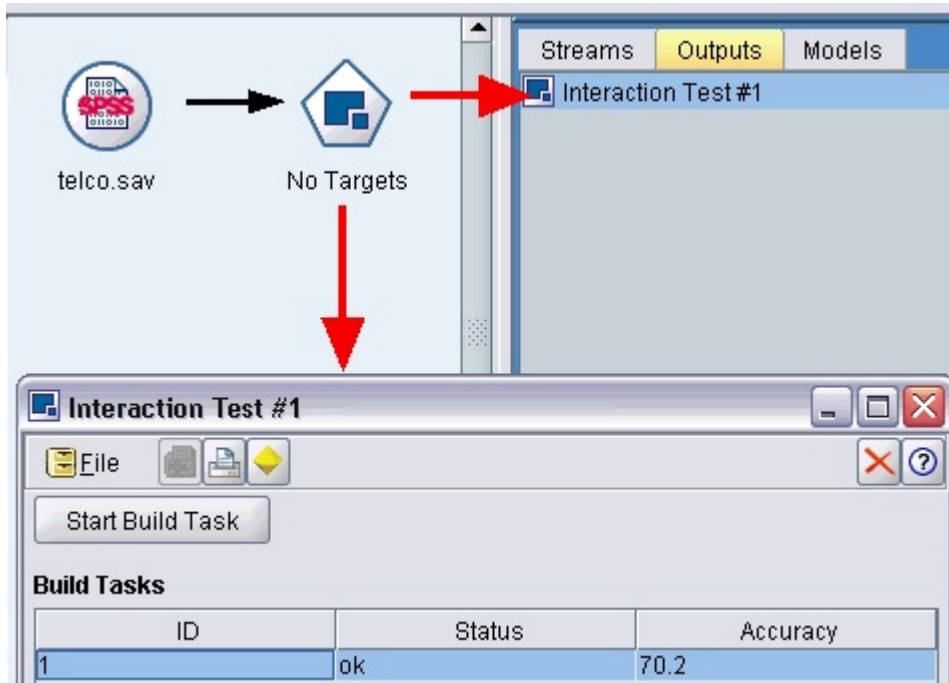 Streams Outputs Models
Interaction Test #1
SPSS
telco.sav
No Targets
Interaction Test #1
File
Start Build Task
Build Tasks
ID Status Accuracy
1 ok 70.2